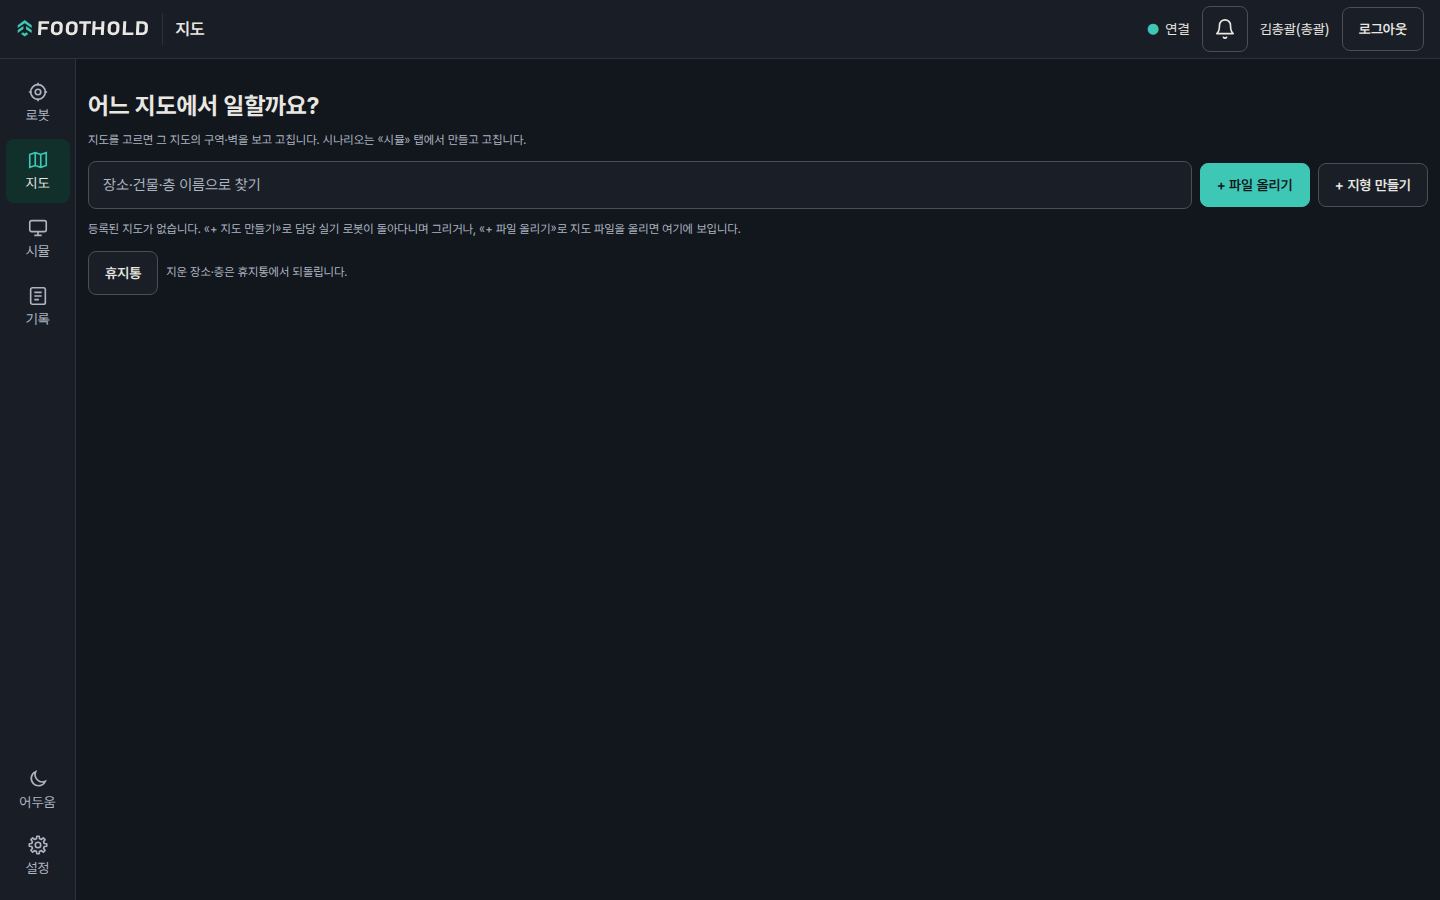 FOOTHOLD 지도 연결 김총괄(총괄) 로그아웃
로봇
지도
시뮬
기록
어두움
설정
어느 지도에서 일할까요?
지도를 고르면 그 지도의 구역·벽을 보고 고칩니다. 시나리오는 «시뮬» 탭에서 만들고 고칩니다.
장소·건물·층 이름으로 찾기 + 파일 올리기 + 지형 만들기
등록된 지도가 없습니다. «+ 지도 만들기»로 담당 실기 로봇이 돌아다니며 그리거나, «+ 파일 올리기»로 지도 파일을 올리면 여기에 보입니다.
휴지통 지운 장소·층은 휴지통에서 되돌립니다.